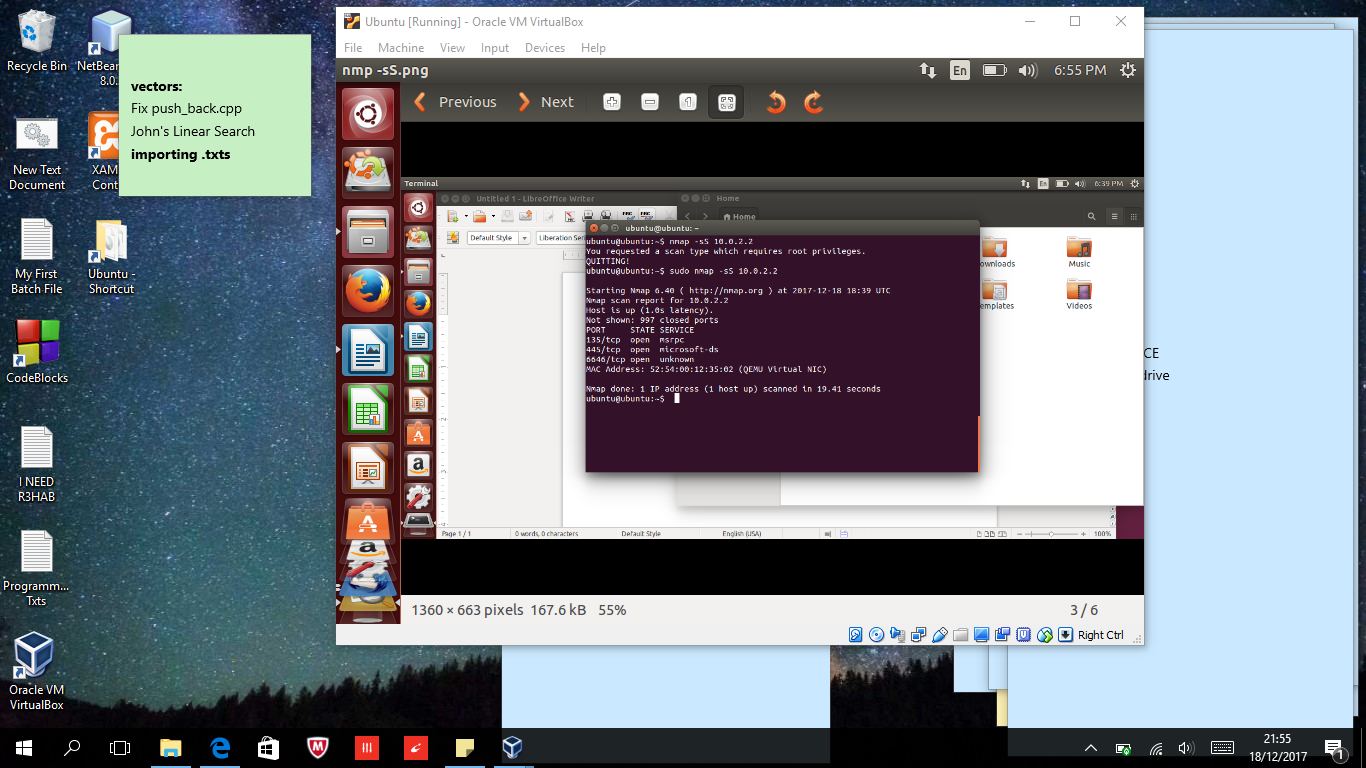 Recycle Bin
NetBean
8.0.
New Text
Document
XAM
Cont
My First
Batch File
Ubuntu -
Shortcut
CodeBlocks
I NEED
R3HAB
Programm...
Txts
Oracle VM
VirtualBox
vectors:
Fix push_back.cpp
John's Linear Search
importing .txts
Ubuntu [Running] - Oracle VM VirtualBox
File Machine View Input Devices Help
nmp -sS.png
En 6:55 PM
Previous Next
Terminal
En 6:39 PM
Untitled 1 - LibreOffice Writer
Home
Home
Default Style Liberation Seri
ubuntu@ubuntu: ~
ubuntu@ubuntu:~$ nmap -sS 10.0.2.2
You requested a scan type which requires root privileges.
QUITTING!
ubuntu@ubuntu:~$ sudo nmap -sS 10.0.2.2
Starting Nmap 6.40 ( http://nmap.org ) at 2017-12-18 18:39 UTC
Nmap scan report for 10.0.2.2
Host is up (1.0s latency).
Not shown: 997 closed ports
PORT STATE SERVICE
135/tcp open msrpc
445/tcp open microsoft-ds
6646/tcp open unknown
MAC Address: 52:54:00:12:35:02 (QEMU Virtual NIC)
Nmap done: 1 IP address (1 host up) scanned in 19.41 seconds
ubuntu@ubuntu:~$
ownloads Music
emplates Videos
Page 1 / 1 0 words, 0 characters Default Style English (USA) 100%
1360 × 663 pixels 167.6 kB 55% 3 / 6
Right Ctrl
CE
drive
21:55
18/12/2017
1